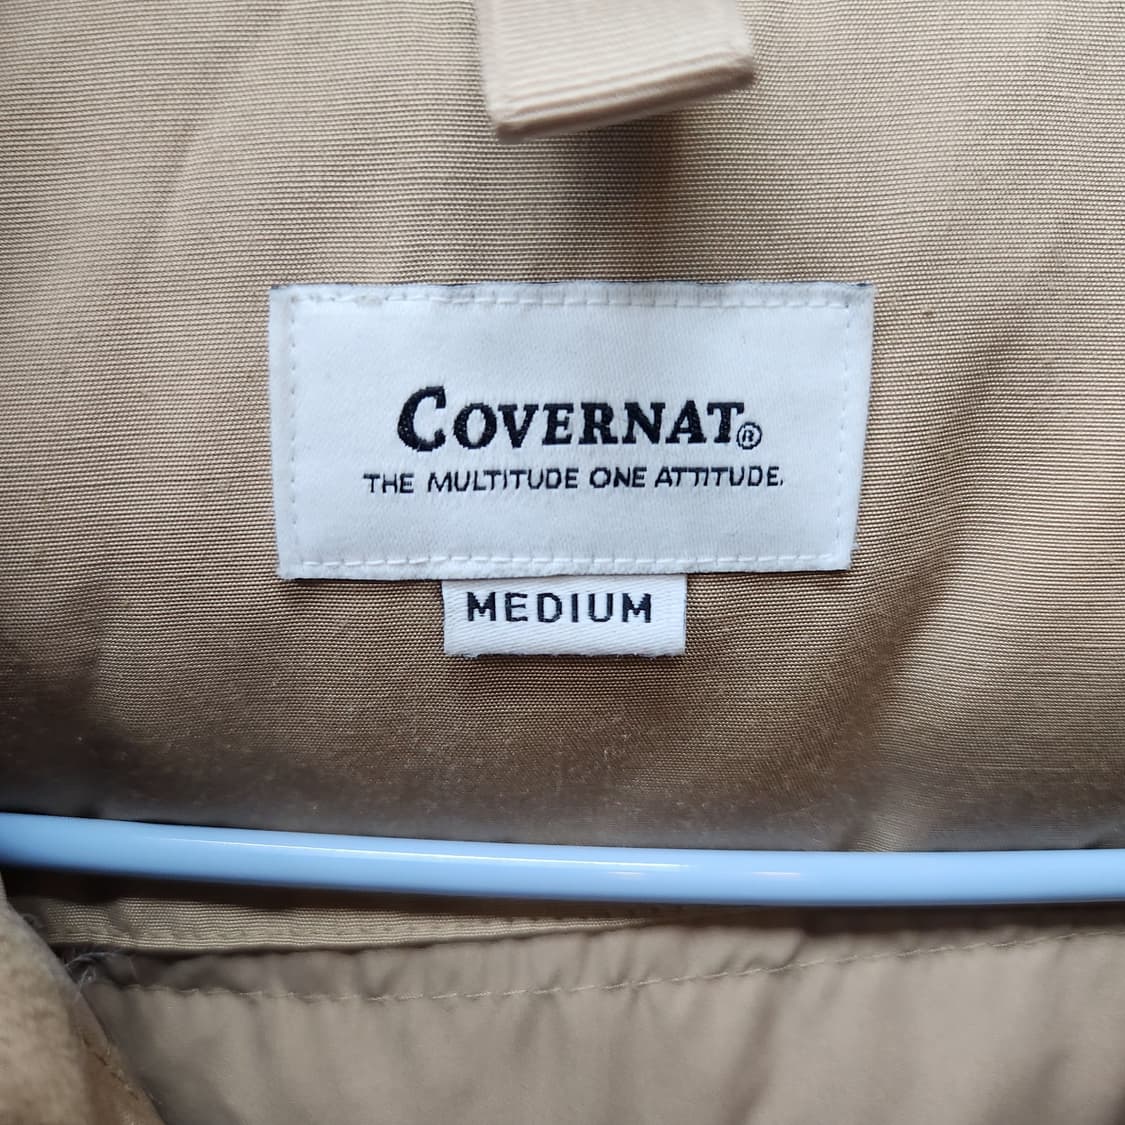 COVERNAT®
THE MULTITUDE ONE ATTITUDE.
MEDIUM